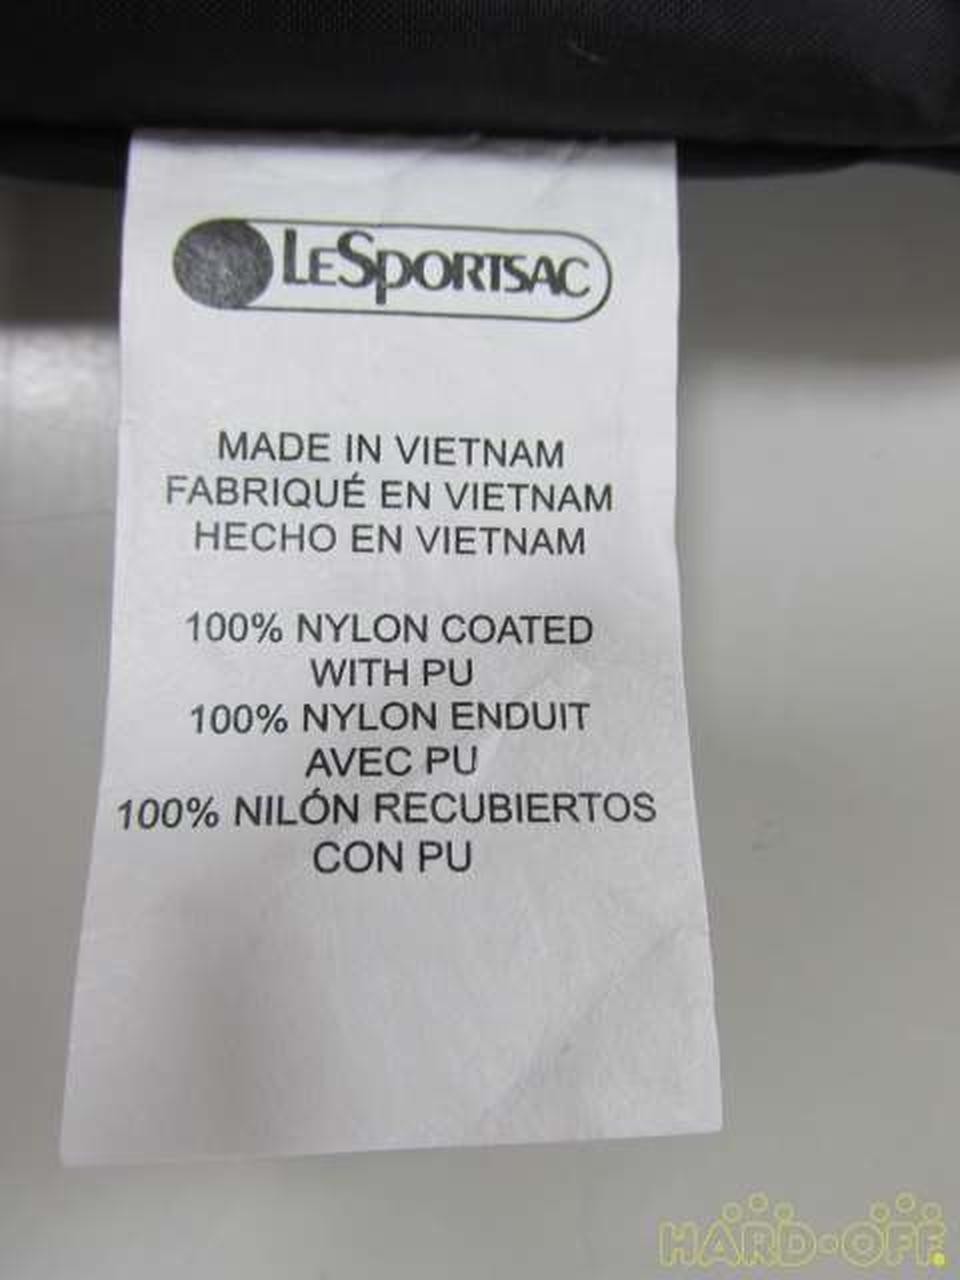 LESPORTSAC
MADE IN VIETNAM
FABRIQUÉ EN VIETNAM
HECHO EN VIETNAM
100% NYLON COATED
WITH PU
100% NYLON ENDUIT
AVEC PU
100% NILÓN RECUBIERTOS
CON PU
HARD·OFF